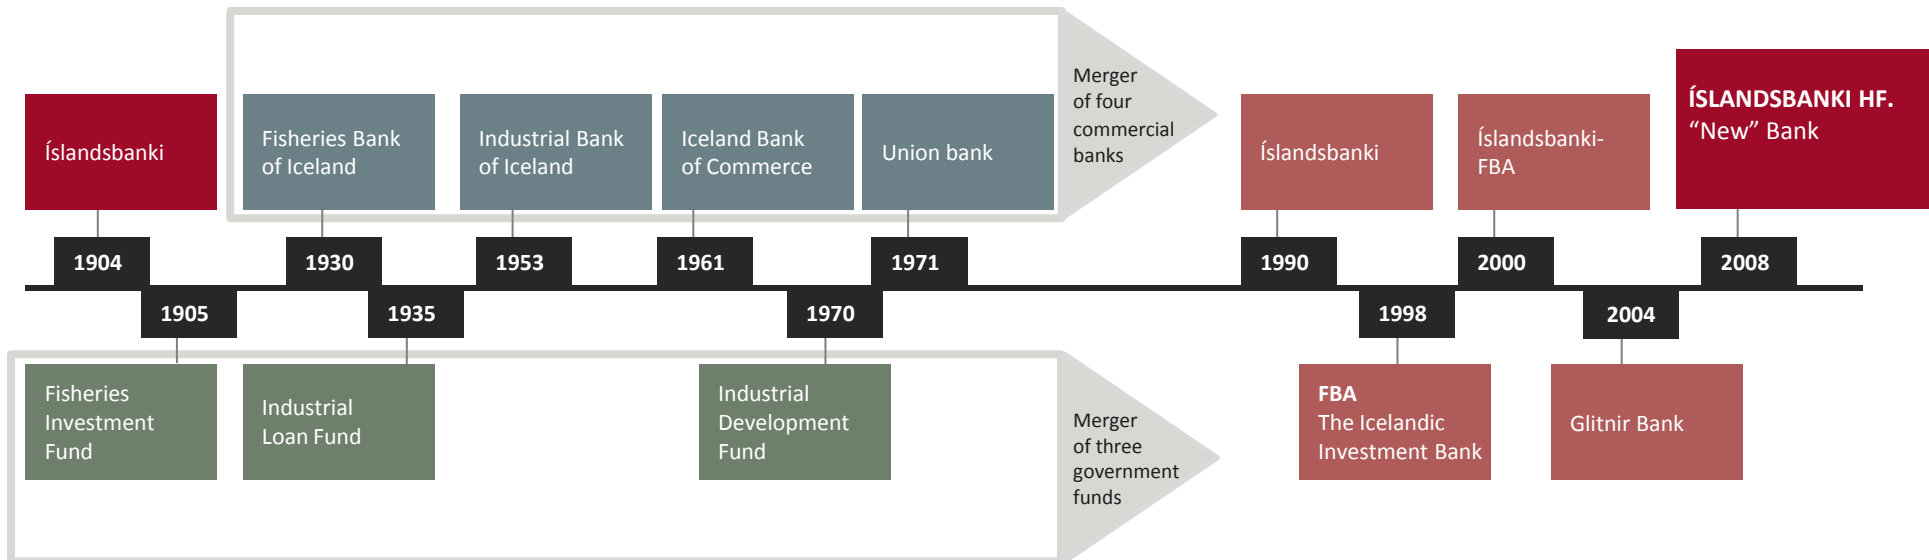 Íslandsbanki
Fisheries Bank
of Iceland
Industrial Bank
of Iceland
Iceland Bank
of Commerce
Union bank
Merger
of four
commercial
banks
Íslandsbanki
Íslandsbanki-
FBA
ÍSLANDSBANKI HF.
“New” Bank
1904
1930
1953
1961
1971
1990
2000
2008
1905
1935
1970
1998
2004
Fisheries
Investment
Fund
Industrial
Loan Fund
Industrial
Development
Fund
Merger
of three
government
funds
FBA
The Icelandic
Investment Bank
Glitnir Bank